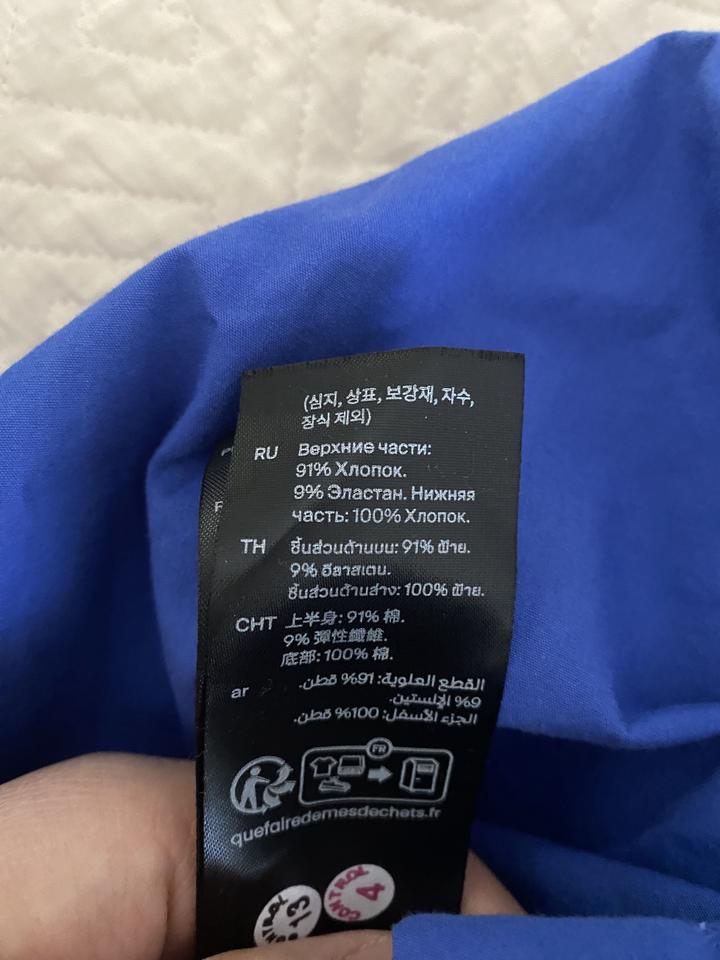 (심지, 상표, 보강재, 자수,
장식 제외)
RU Верхние части:
91% Хлопок.
9% Эластан. Нижняя
часть: 100% Хлопок.
TH ชิ้นส่วนด้านบน: 91% ฝ้าย.
9% อีลาสเตน.
ชิ้นส่วนด้านล่าง: 100% ฝ้าย.
CHT 上半身: 91% 棉.
9% 彈性纖維.
底部: 100% 棉.
ar القطع العلوية: 91% قطن.
9% الإلستين.
الجزء الأسفل: 100% قطن.
FR
quefairedemesdechets.fr
CONTROL 4